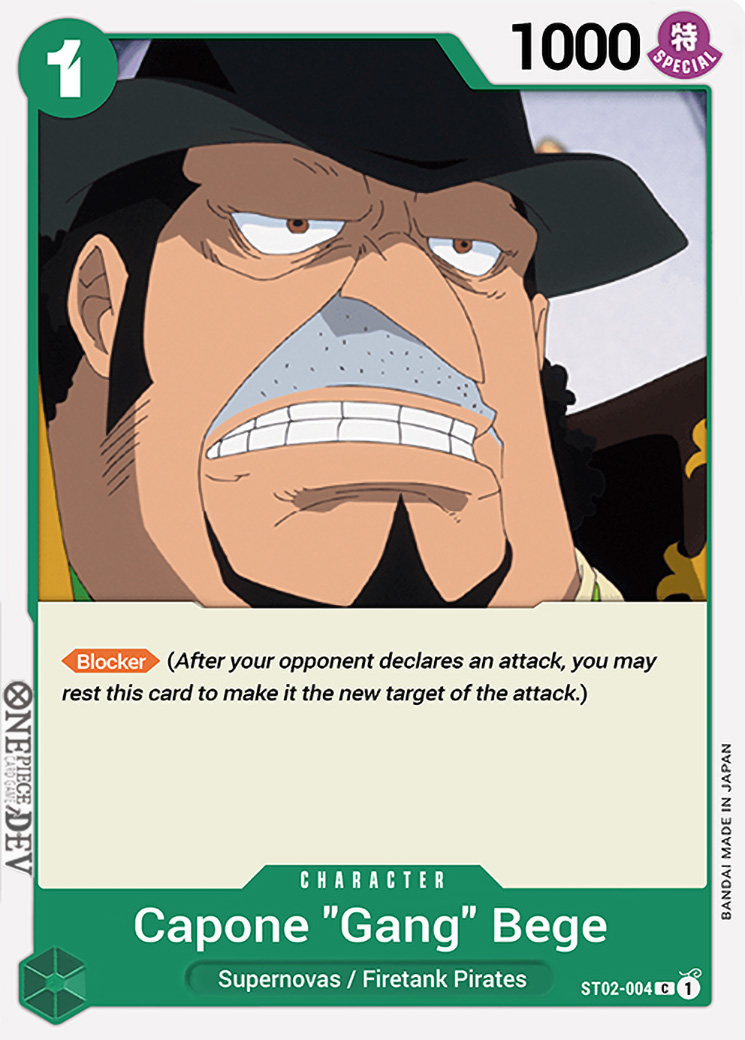 1
1000
特
SPECIAL
Blocker (After your opponent declares an attack, you may
rest this card to make it the new target of the attack.)
ONE PIECE
CARD GAME
DEV
BANDAI MADE IN JAPAN
CHARACTER
Capone "Gang" Bege
Supernovas / Firetank Pirates
ST02-004 C 1